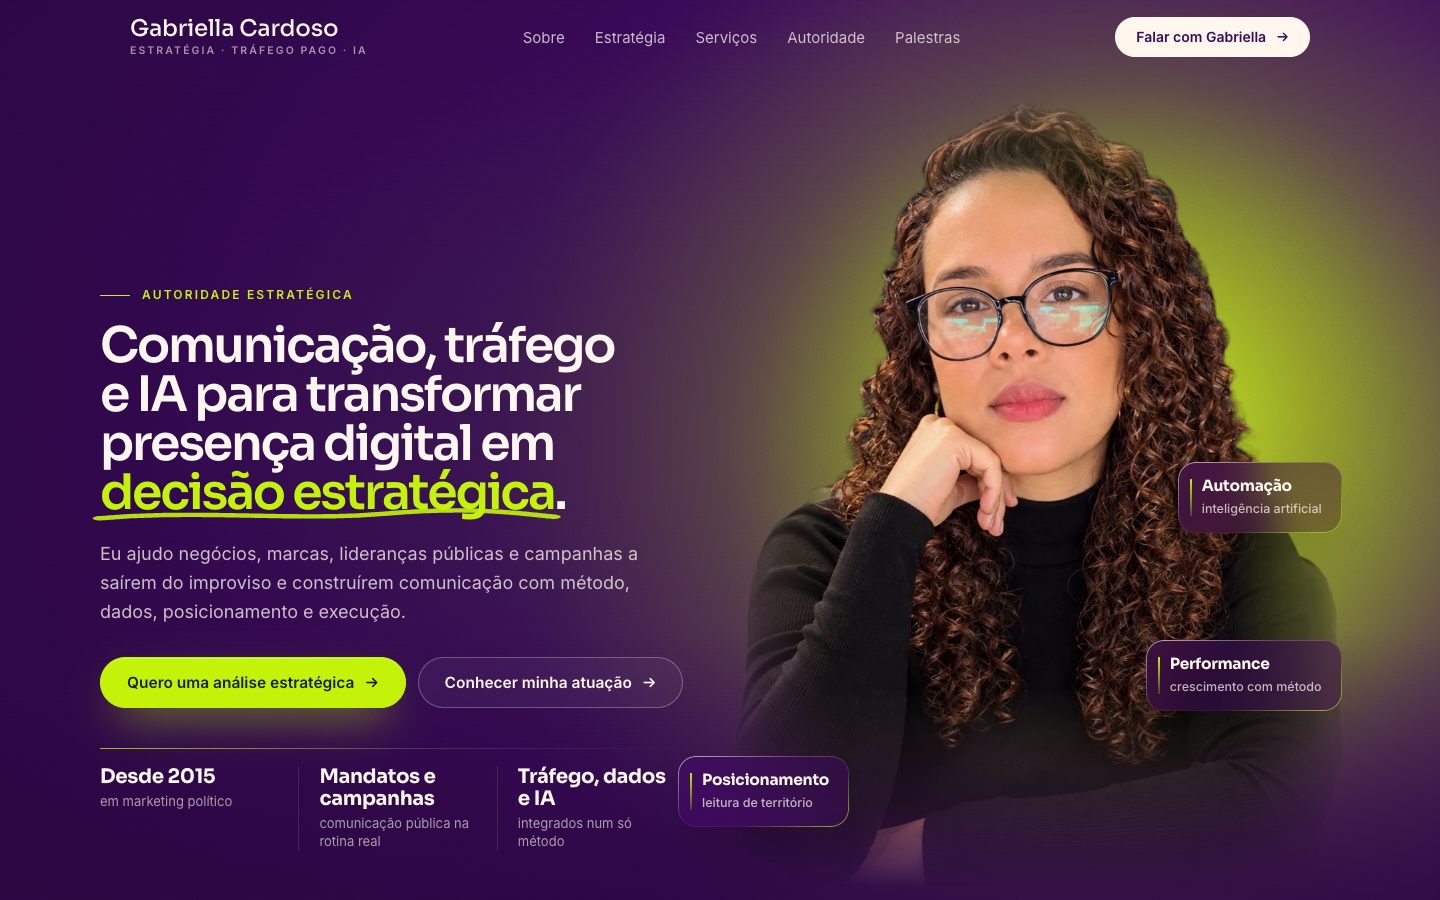 Gabriella Cardoso
ESTRATÉGIA · TRÁFEGO PAGO · IA
Sobre
Estratégia
Serviços
Autoridade
Palestras
Falar com Gabriella →
AUTORIDADE ESTRATÉGICA
Comunicação, tráfego
e IA para transformar
presença digital em
decisão estratégica.
Eu ajudo negócios, marcas, lideranças públicas e campanhas a
saírem do improviso e construírem comunicação com método,
dados, posicionamento e execução.
Quero uma análise estratégica →
Conhecer minha atuação →
Desde 2015
em marketing político
Mandatos e
campanhas
comunicação pública na
rotina real
Tráfego, dados
e IA
integrados num só
método
Posicionamento
leitura de território
Automação
inteligência artificial
Performance
crescimento com método